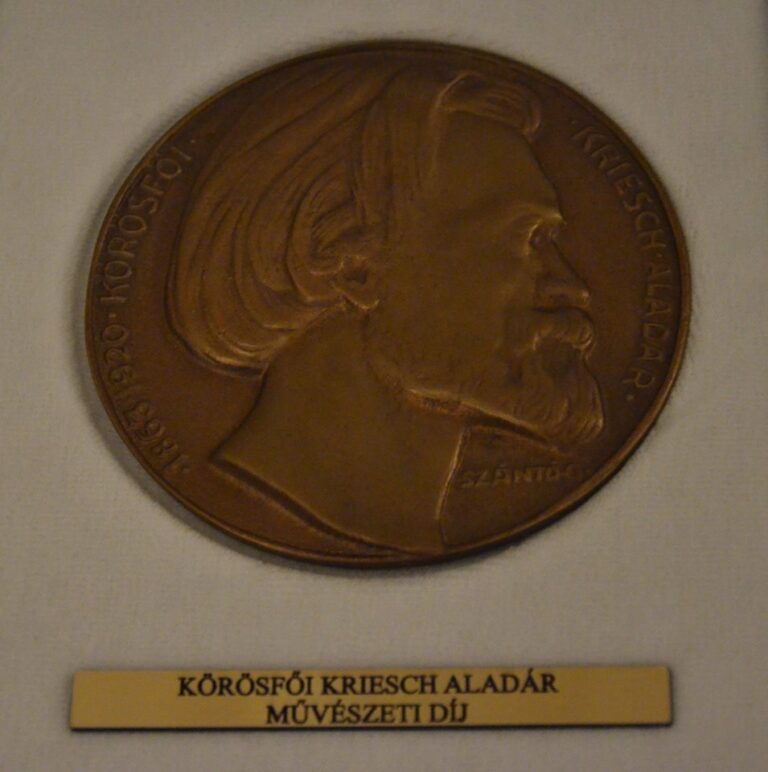 1863/1920 · KÖRÖSFŐI · KRIESCH · ALADÁR ·
SZÁNTÓ
KÖRÖSFŐI KRIESCH ALADÁR
MŰVÉSZETI DÍJ